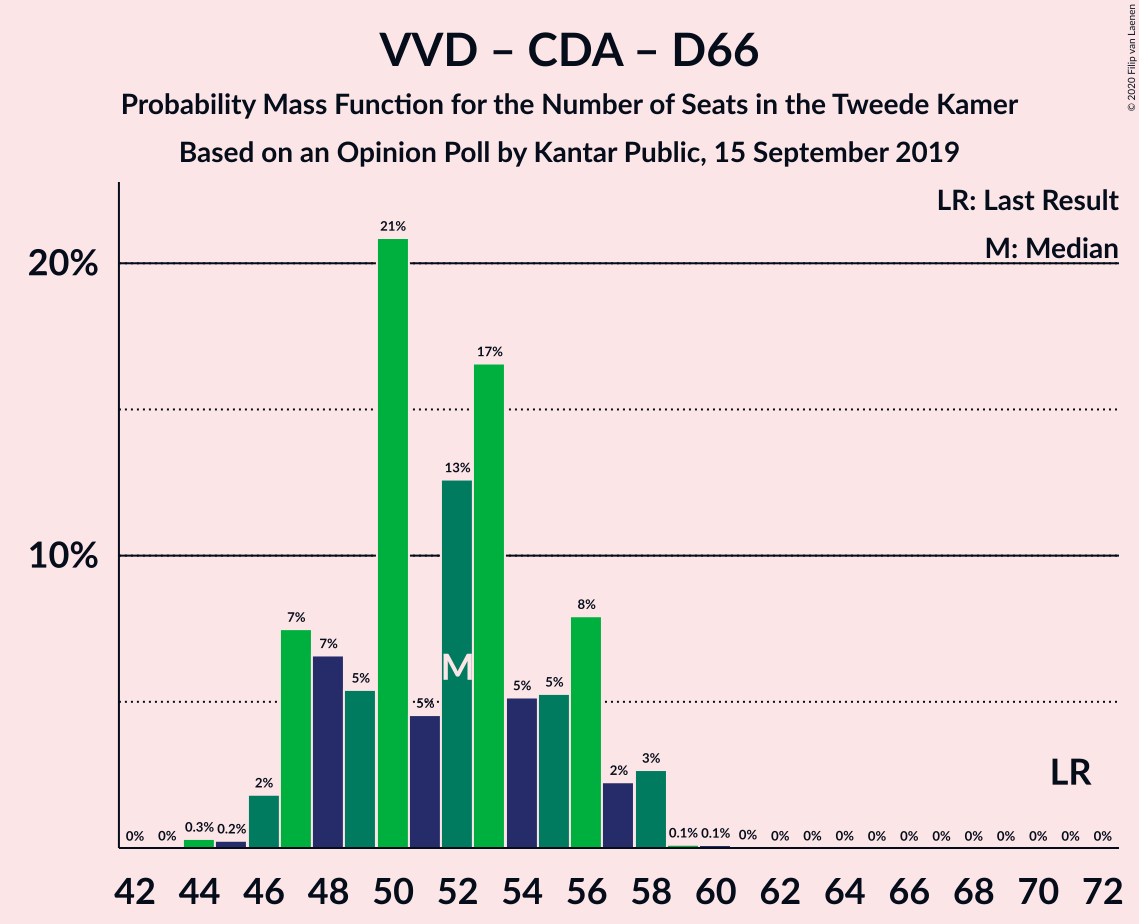 © 2020 Filip van Laenen
VVD – CDA – D66
Probability Mass Function for the Number of Seats in the Tweede Kamer
Based on an Opinion Poll by Kantar Public, 15 September 2019
LR: Last Result
M: Median
20%
10%
0% 0% 0.3% 0.2% 2% 7% 7% 5% 21% 5% 13% 17% 5% 5% 8% 2% 3% 0.1% 0.1% 0% 0% 0% 0% 0% 0% 0% 0% 0% 0% 0% 0%
M
LR
42 44 46 48 50 52 54 56 58 60 62 64 66 68 70 72